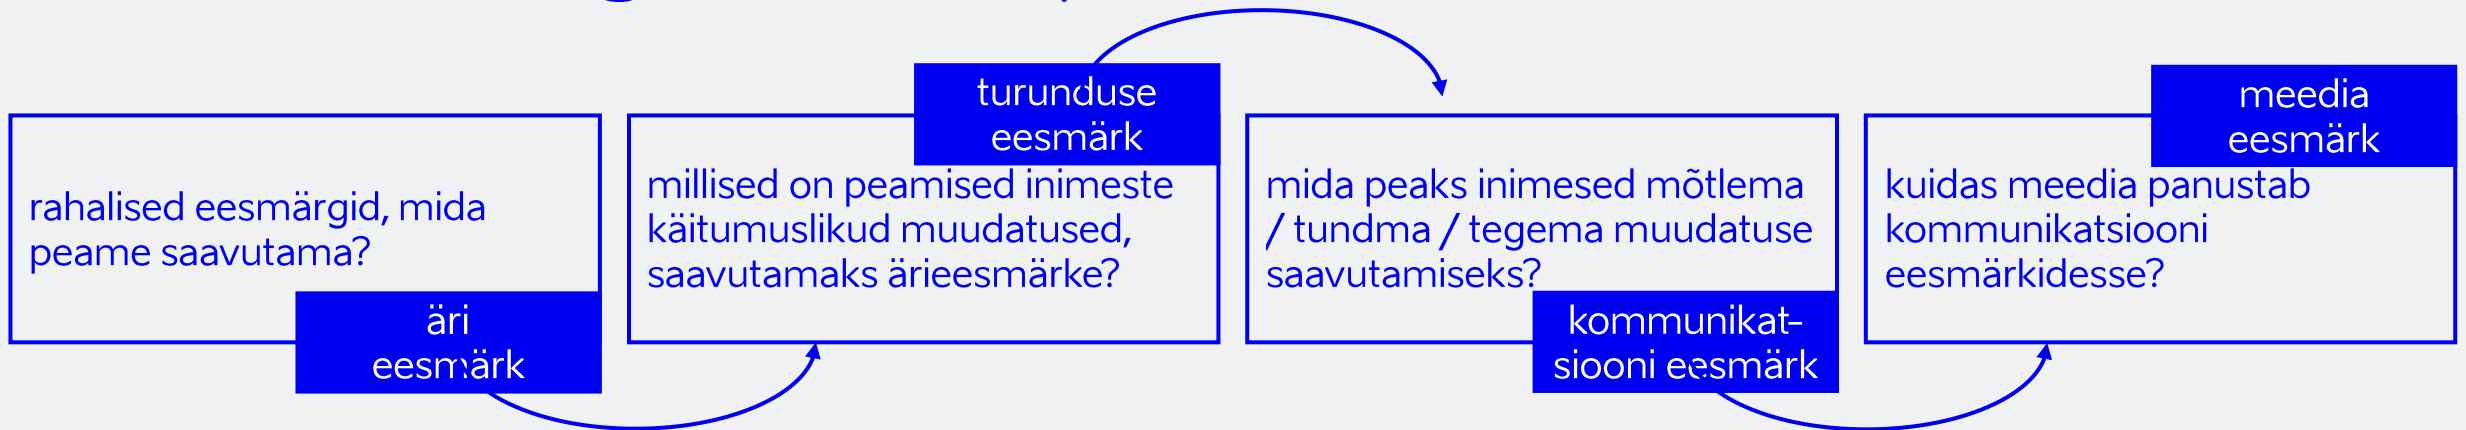 rahalised eesmärgid, mida
peame saavutama?
äri
eesmärk
turunduse
eesmärk
millised on peamised inimeste
käitumuslikud muudatused,
saavutamaks ärieesmärke?
mida peaks inimesed mõtlema
/ tundma / tegema muudatuse
saavutamiseks?
kommunikat-
siooni eesmärk
meedia
eesmärk
kuidas meedia panustab
kommunikatsiooni
eesmärkidesse?